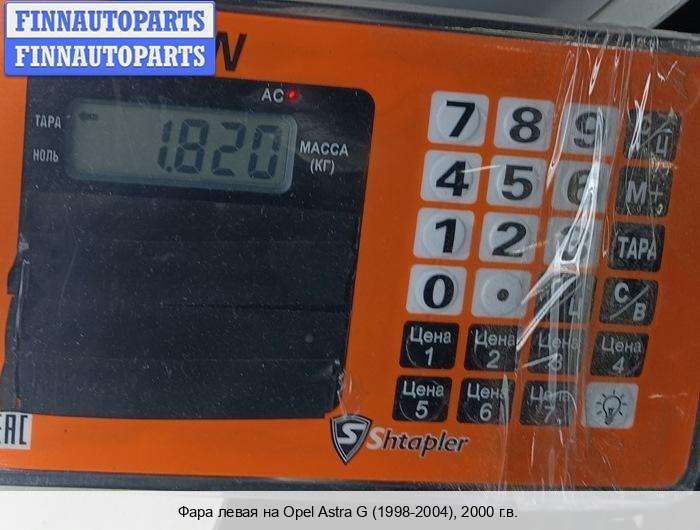 FINNAUTOPARTS
FINNAUTOPARTS
W
AC
ТАРА
1.820
НОЛЬ
МАССА
(КГ)
7 8 9
4 5 6 M+
1 2 3 ТАРА
0 . С/В
Цена 1 Цена 2 Цена 3 Цена 4
Цена 5 Цена 6 Цена 7
EAC
S Shtapler
Фара левая на Opel Astra G (1998-2004), 2000 г.в.